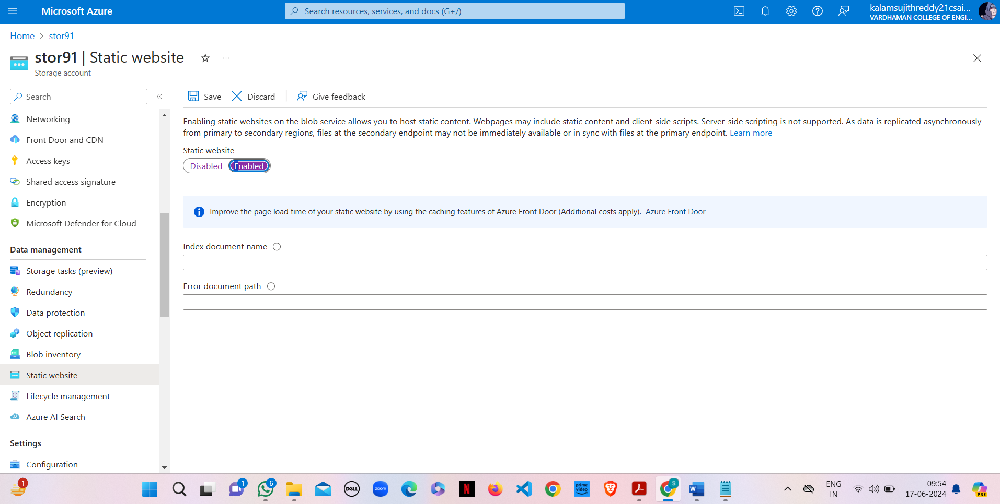 Microsoft Azure
Search resources, services, and docs (G+/)
kalamsujithreddy21csai...
VARDHAMAN COLLEGE OF ENGI...
Home > stor91
stor91 | Static website
Storage account
Search
Save
Discard
Give feedback
Networking
Front Door and CDN
Access keys
Shared access signature
Encryption
Microsoft Defender for Cloud
Data management
Storage tasks (preview)
Redundancy
Data protection
Object replication
Blob inventory
Static website
Lifecycle management
Azure AI Search
Settings
Configuration
Enabling static websites on the blob service allows you to host static content. Webpages may include static content and client-side scripts. Server-side scripting is not supported. As data is replicated asynchronously
from primary to secondary regions, files at the secondary endpoint may not be immediately available or in sync with files at the primary endpoint. Learn more
Static website
Disabled Enabled
Improve the page load time of your static website by using the caching features of Azure Front Door (Additional costs apply). Azure Front Door
Index document name
Error document path
1
1
6
DELL
zoom
N
prime video
S
W
ENG
IN
09:54
17-06-2024
PRE